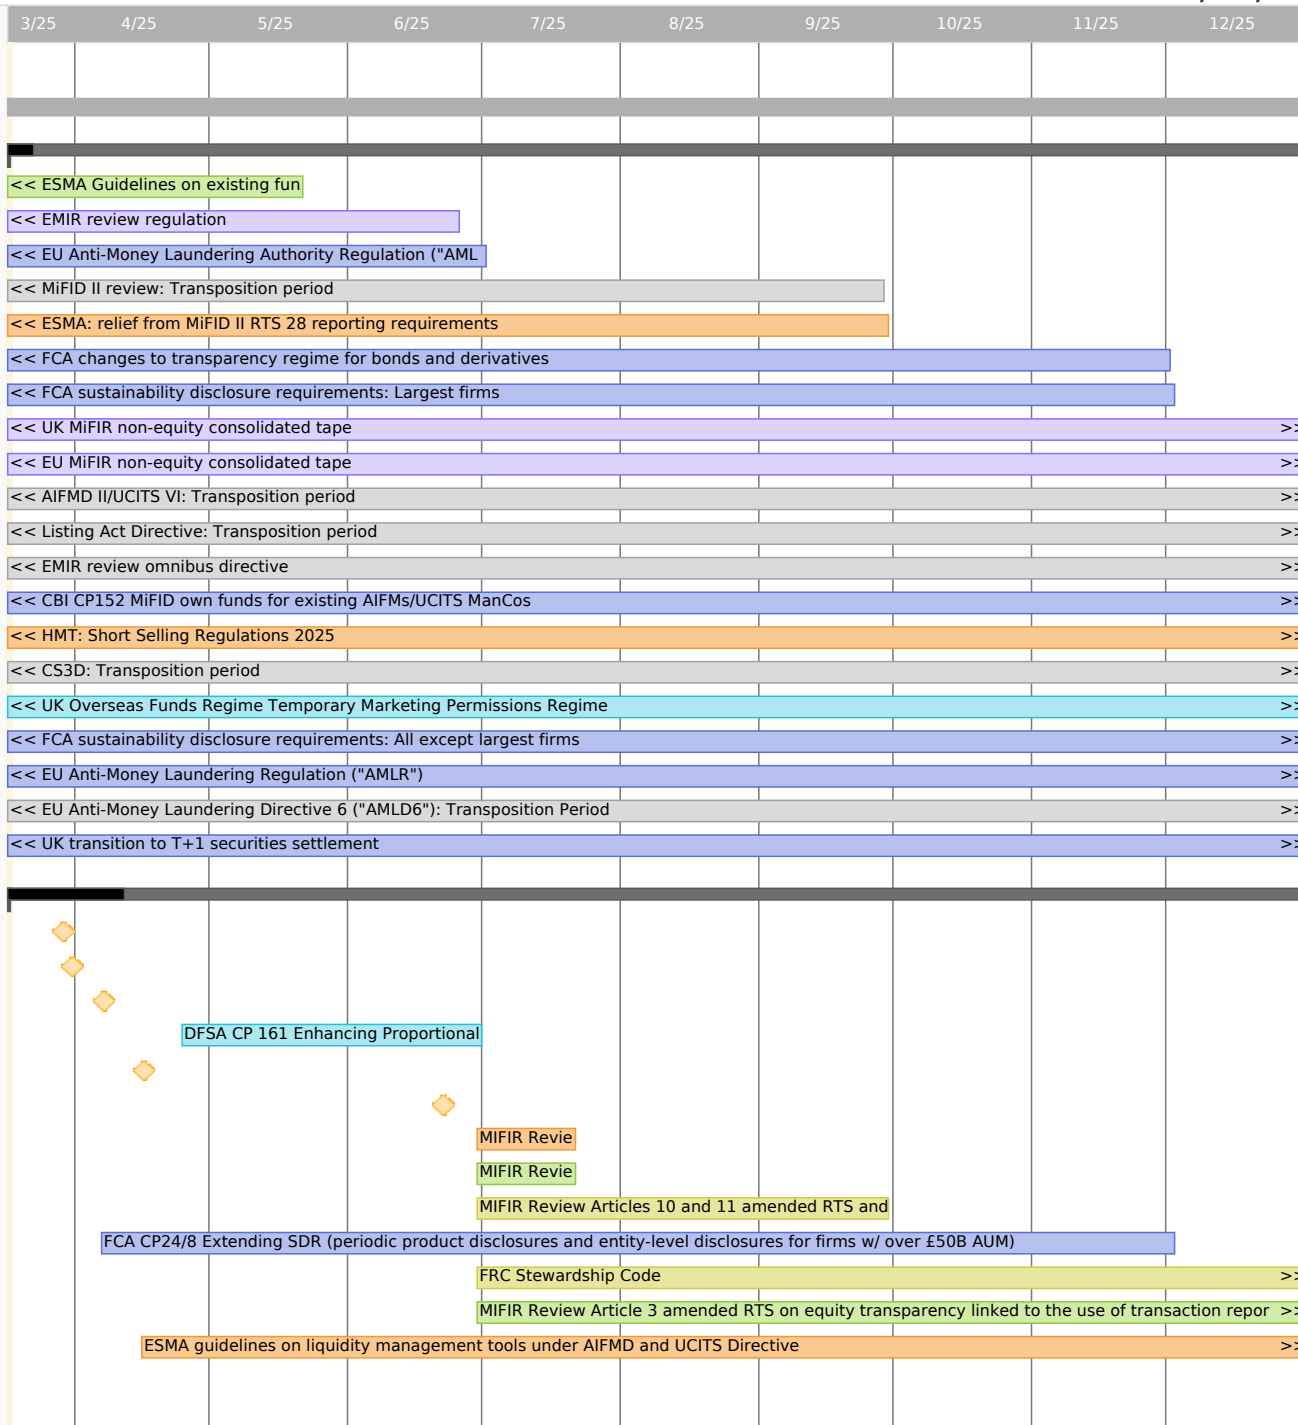 3/25 4/25 5/25 6/25 7/25 8/25 9/25 10/25 11/25 12/25
<< ESMA Guidelines on existing fun
<< EMIR review regulation
<< EU Anti-Money Laundering Authority Regulation ("AML
<< MiFID II review: Transposition period
<< ESMA: relief from MiFID II RTS 28 reporting requirements
<< FCA changes to transparency regime for bonds and derivatives
<< FCA sustainability disclosure requirements: Largest firms
<< UK MiFIR non-equity consolidated tape >>
<< EU MiFIR non-equity consolidated tape >>
<< AIFMD II/UCITS VI: Transposition period >>
<< Listing Act Directive: Transposition period >>
<< EMIR review omnibus directive >>
<< CBI CP152 MiFID own funds for existing AIFMs/UCITS ManCos >>
<< HMT: Short Selling Regulations 2025 >>
<< CS3D: Transposition period >>
<< UK Overseas Funds Regime Temporary Marketing Permissions Regime >>
<< FCA sustainability disclosure requirements: All except largest firms >>
<< EU Anti-Money Laundering Regulation ("AMLR") >>
<< EU Anti-Money Laundering Directive 6 ("AMLD6"): Transposition Period >>
<< UK transition to T+1 securities settlement >>
DFSA CP 161 Enhancing Proportional
MIFIR Revie
MIFIR Revie
MIFIR Review Articles 10 and 11 amended RTS and
FCA CP24/8 Extending SDR (periodic product disclosures and entity-level disclosures for firms w/ over £50B AUM)
FRC Stewardship Code >>
MIFIR Review Article 3 amended RTS on equity transparency linked to the use of transaction repor >>
ESMA guidelines on liquidity management tools under AIFMD and UCITS Directive >>